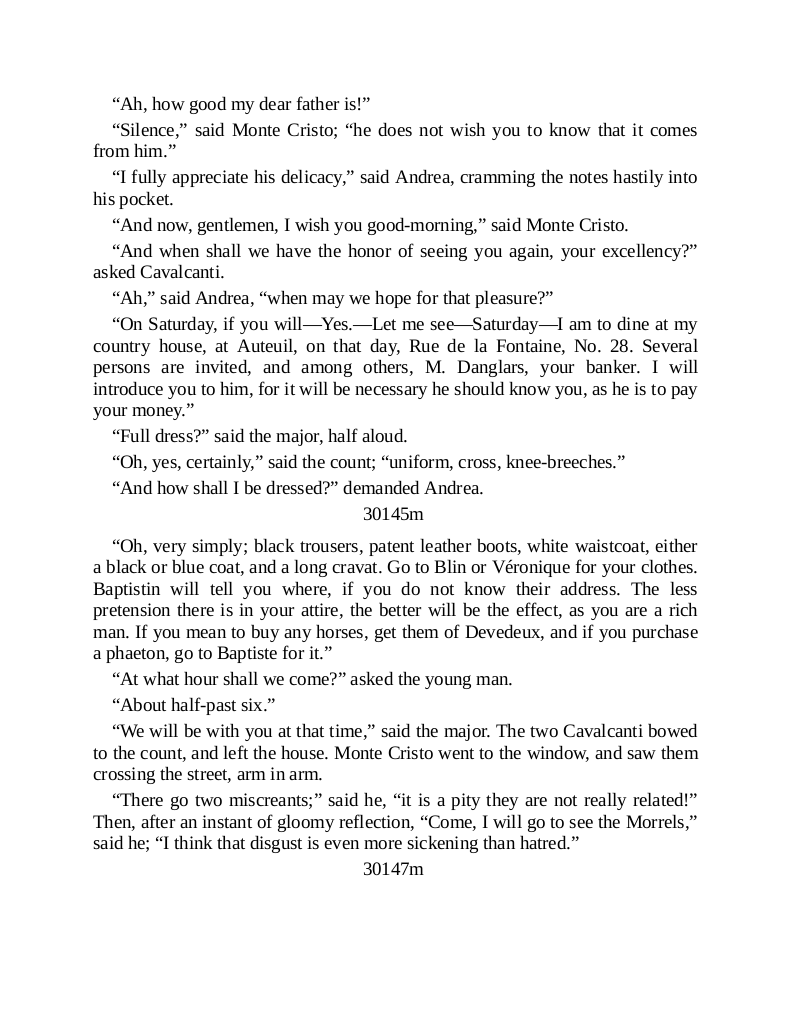 “Ah, how good my dear father is!”
“Silence,” said Monte Cristo; “he does not wish you to know that it comes
from him.”
“I fully appreciate his delicacy,” said Andrea, cramming the notes hastily into
his pocket.
“And now, gentlemen, I wish you good-morning,” said Monte Cristo.
“And when shall we have the honor of seeing you again, your excellency?”
asked Cavalcanti.
“Ah,” said Andrea, “when may we hope for that pleasure?”
“On Saturday, if you will—Yes.—Let me see—Saturday—I am to dine at my
country house, at Auteuil, on that day, Rue de la Fontaine, No. 28. Several
persons are invited, and among others, M. Danglars, your banker. I will
introduce you to him, for it will be necessary he should know you, as he is to pay
your money.”
“Full dress?” said the major, half aloud.
“Oh, yes, certainly,” said the count; “uniform, cross, knee-breeches.”
“And how shall I be dressed?” demanded Andrea.
30145m
“Oh, very simply; black trousers, patent leather boots, white waistcoat, either
a black or blue coat, and a long cravat. Go to Blin or Véronique for your clothes.
Baptistin will tell you where, if you do not know their address. The less
pretension there is in your attire, the better will be the effect, as you are a rich
man. If you mean to buy any horses, get them of Devedeux, and if you purchase
a phaeton, go to Baptiste for it.”
“At what hour shall we come?” asked the young man.
“About half-past six.”
“We will be with you at that time,” said the major. The two Cavalcanti bowed
to the count, and left the house. Monte Cristo went to the window, and saw them
crossing the street, arm in arm.
“There go two miscreants;” said he, “it is a pity they are not really related!”
Then, after an instant of gloomy reflection, “Come, I will go to see the Morrels,”
said he; “I think that disgust is even more sickening than hatred.”
30147m